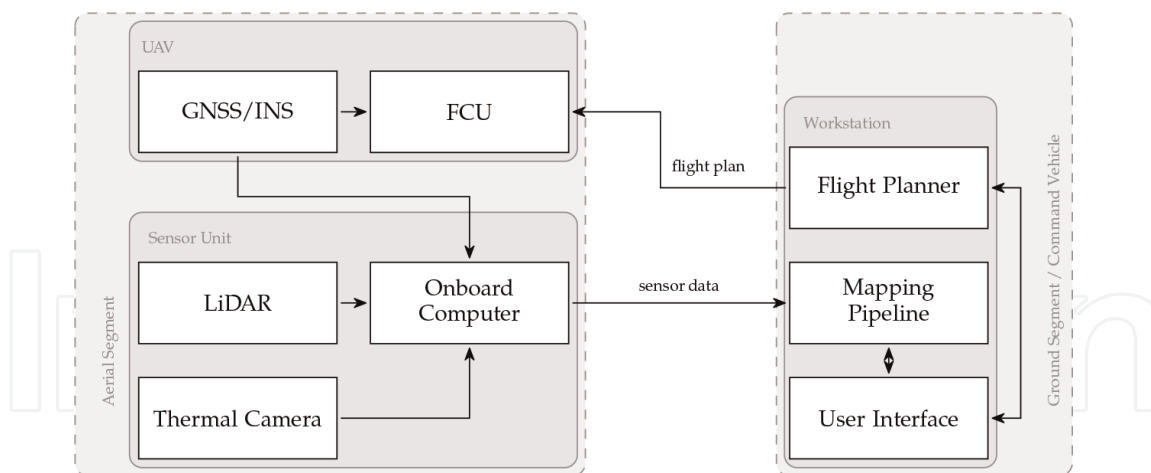 UAV
GNSS/INS
FCU
flight plan
Workstation
Flight Planner
Sensor Unit
LiDAR
Onboard
Computer
sensor data
Mapping
Pipeline
Thermal Camera
User Interface
Aerial Segment
Ground Segment / Command Vehicle